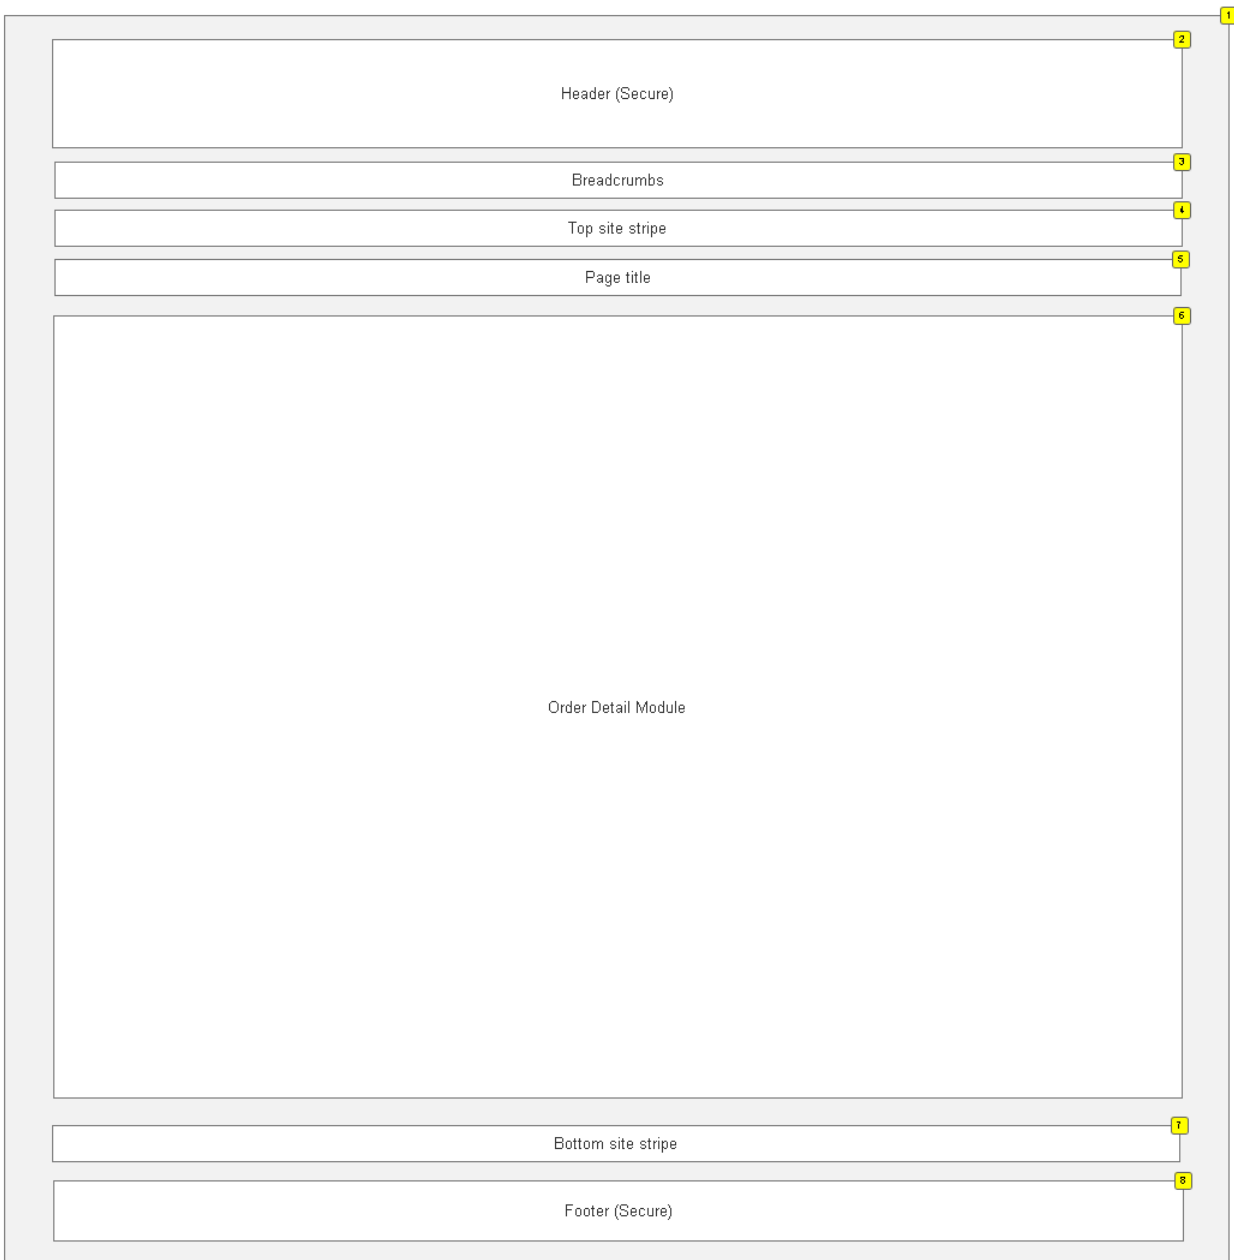 1
2
Header (Secure)
3
Breadcrumbs
4
Top site stripe
5
Page title
6
Order Detail Module
7
Bottom site stripe
8
Footer (Secure)